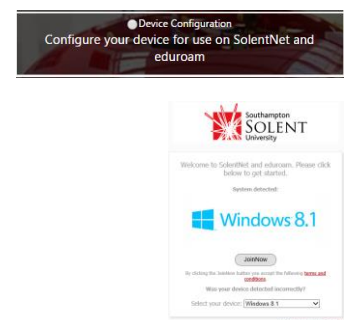 Device Configuration
Configure your device for use on SolentNet and
eduroam
Southampton
SOLENT
University
Welcome to SolentNet and eduroam. Please click
below to get started.
System detected:
Windows 8.1
JoinNow
By clicking the JoinNow button you accept the following terms and
conditions
Was your device detected incorrectly?
Select your device: Windows 8.1